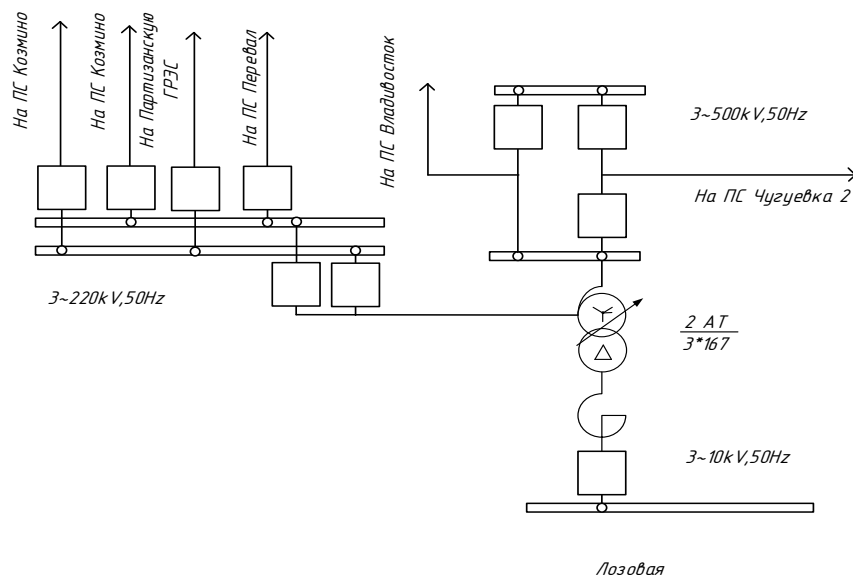 На ПС Козмино
На ПС Козмино
На Партизанскую
ГРЭС
На ПС Перевал
На ПС Владивосток
3~500kV,50Hz
На ПС Чугуевка 2
3~220kV,50Hz
2 АТ
3*167
3~10kV,50Hz
Лозовая